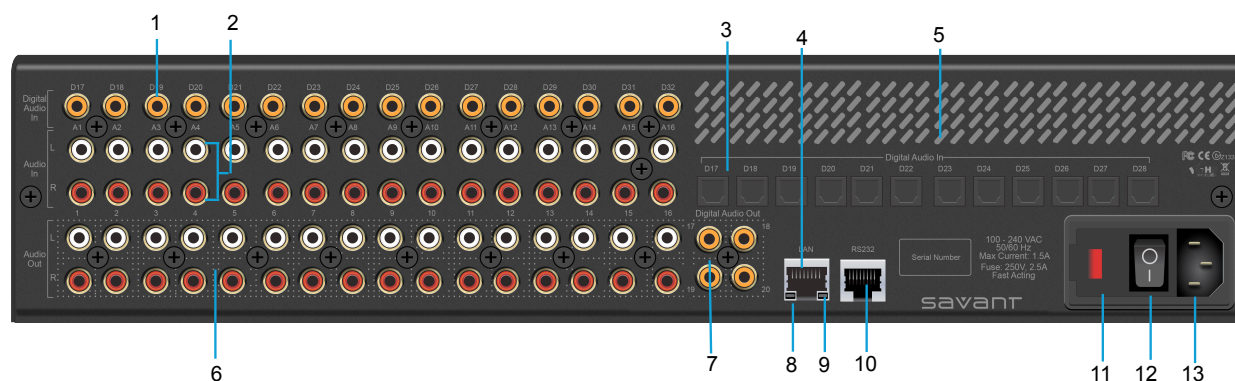 1 2 3 4 5
D17 D18 D19 D20 D21 D22 D23 D24 D25 D26 D27 D28 D29 D30 D31 D32
Digital
Audio
In
A1 A2 A3 A4 A5 A6 A7 A8 A9 A10 A11 A12 A13 A14 A15 A16
L
Audio
In
R
Digital Audio In
D17 D18 D19 D20 D21 D22 D23 D24 D25 D26 D27 D28
1 2 3 4 5 6 7 8 9 10 11 12 13 14 15 16
L
Audio
Out
R
Digital Audio Out
17 18
19 20
LAN
RS232
Serial Number
100 - 240 VAC
50/60 Hz
Max Current: 1.5A
Fuse: 250V, 2.5A
Fast Acting
savant
6 7 8 9 10 11 12 13